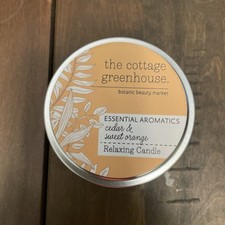 the cottage
greenhouse.
botanic beauty market
ESSENTIAL AROMATICS
cedar &
sweet orange
Relaxing Candle